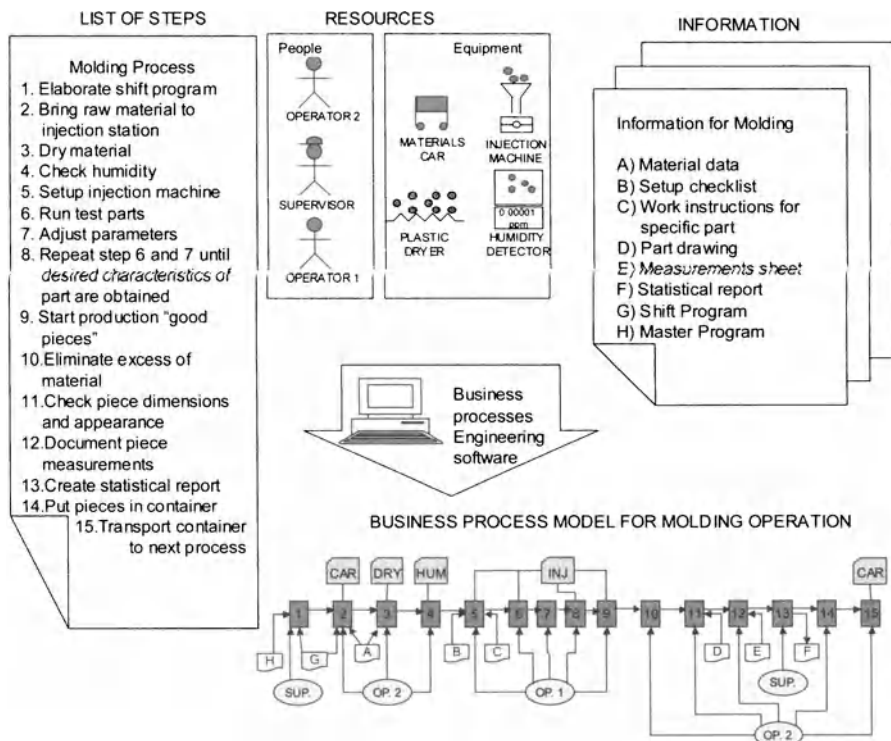 LIST OF STEPS
Molding Process
1. Elaborate shift program
2. Bring raw material to
injection station
3. Dry material
4. Check humidity
5. Setup injection machine
6. Run test parts
7. Adjust parameters
8. Repeat step 6 and 7 until
desired characteristics of
part are obtained
9. Start production “good
pieces”
10.Eliminate excess of
material
11.Check piece dimensions
and appearance
12.Document piece
measurements
13.Create statistical report
14.Put pieces in container
15.Transport container
to next process
RESOURCES
People
OPERATOR 2
SUPERVISOR
OPERATOR 1
Equipment
MATERIALS
CAR
INJECTION
MACHINE
PLASTIC
DRYER
0 00001
ppm
HUMIDITY
DETECTOR
INFORMATION
Information for Molding
A) Material data
B) Setup checklist
C) Work instructions for
specific part
D) Part drawing
E) Measurements sheet
F) Statistical report
G) Shift Program
H) Master Program
Business
processes
Engineering
software
BUSINESS PROCESS MODEL FOR MOLDING OPERATION
CAR DRY HUM INJ CAR
1 2 3 4 5 6 7 8 9 10 11 12 13 14 15
H G A B C D E F
SUP. OP. 2 OP. 1 SUP.
OP. 2